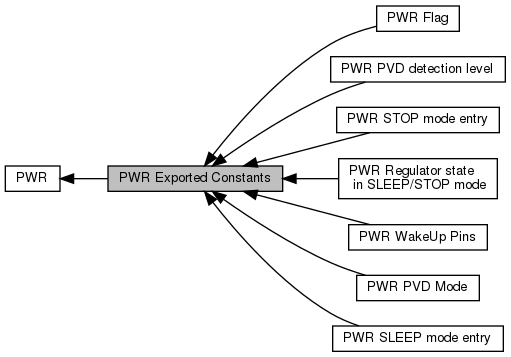 PWR Flag
PWR PVD detection level
PWR STOP mode entry
PWR
PWR Exported Constants
PWR Regulator state
in SLEEP/STOP mode
PWR WakeUp Pins
PWR PVD Mode
PWR SLEEP mode entry